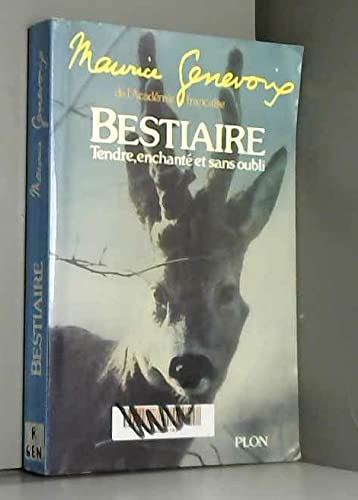 Maurice Genevoix
de l'Académie française
BESTIAIRE
Tendre, enchanté et sans oubli
PLON
BESTIAIRE
Maurice Genevoix
R
GEN